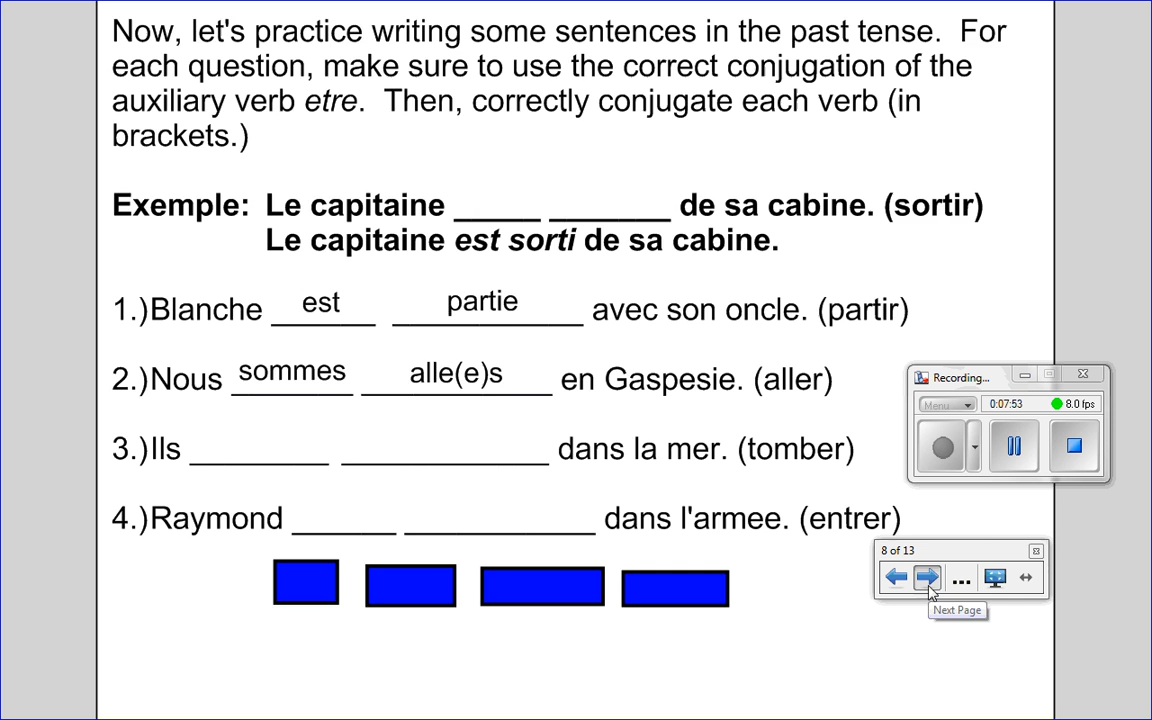 Now, let's practice writing some sentences in the past tense.  For
each question, make sure to use the correct conjugation of the
auxiliary verb etre.  Then, correctly conjugate each verb (in
brackets.)
Exemple:  Le capitaine _____ _______ de sa cabine. (sortir)
Le capitaine est sorti de sa cabine.
1.)Blanche est partie avec son oncle. (partir)
2.)Nous sommes alle(e)s en Gaspesie. (aller)
Recording...
Menu 0:07:53 8.0 fps
3.)Ils ________ ____________ dans la mer. (tomber)
4.)Raymond ______ ___________ dans l'armee. (entrer)
8 of 13
...
Next Page